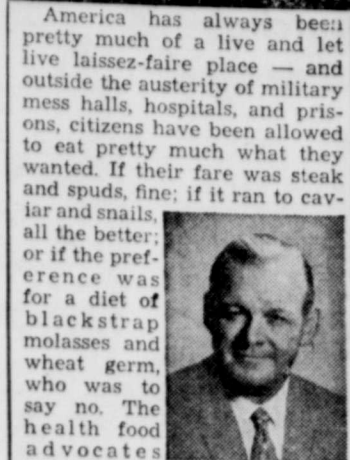 America has always been
pretty much of a live and let
live laissez-faire place — and
outside the austerity of military
mess halls, hospitals, and pris-
ons, citizens have been allowed
to eat pretty much what they
wanted. If their fare was steak
and spuds, fine; if it ran to cav-
iar and snails,
all the better;
or if the pref-
erence was
for a diet of
blackstrap
molasses and
wheat germ,
who was to
say no. The
health food
advocates